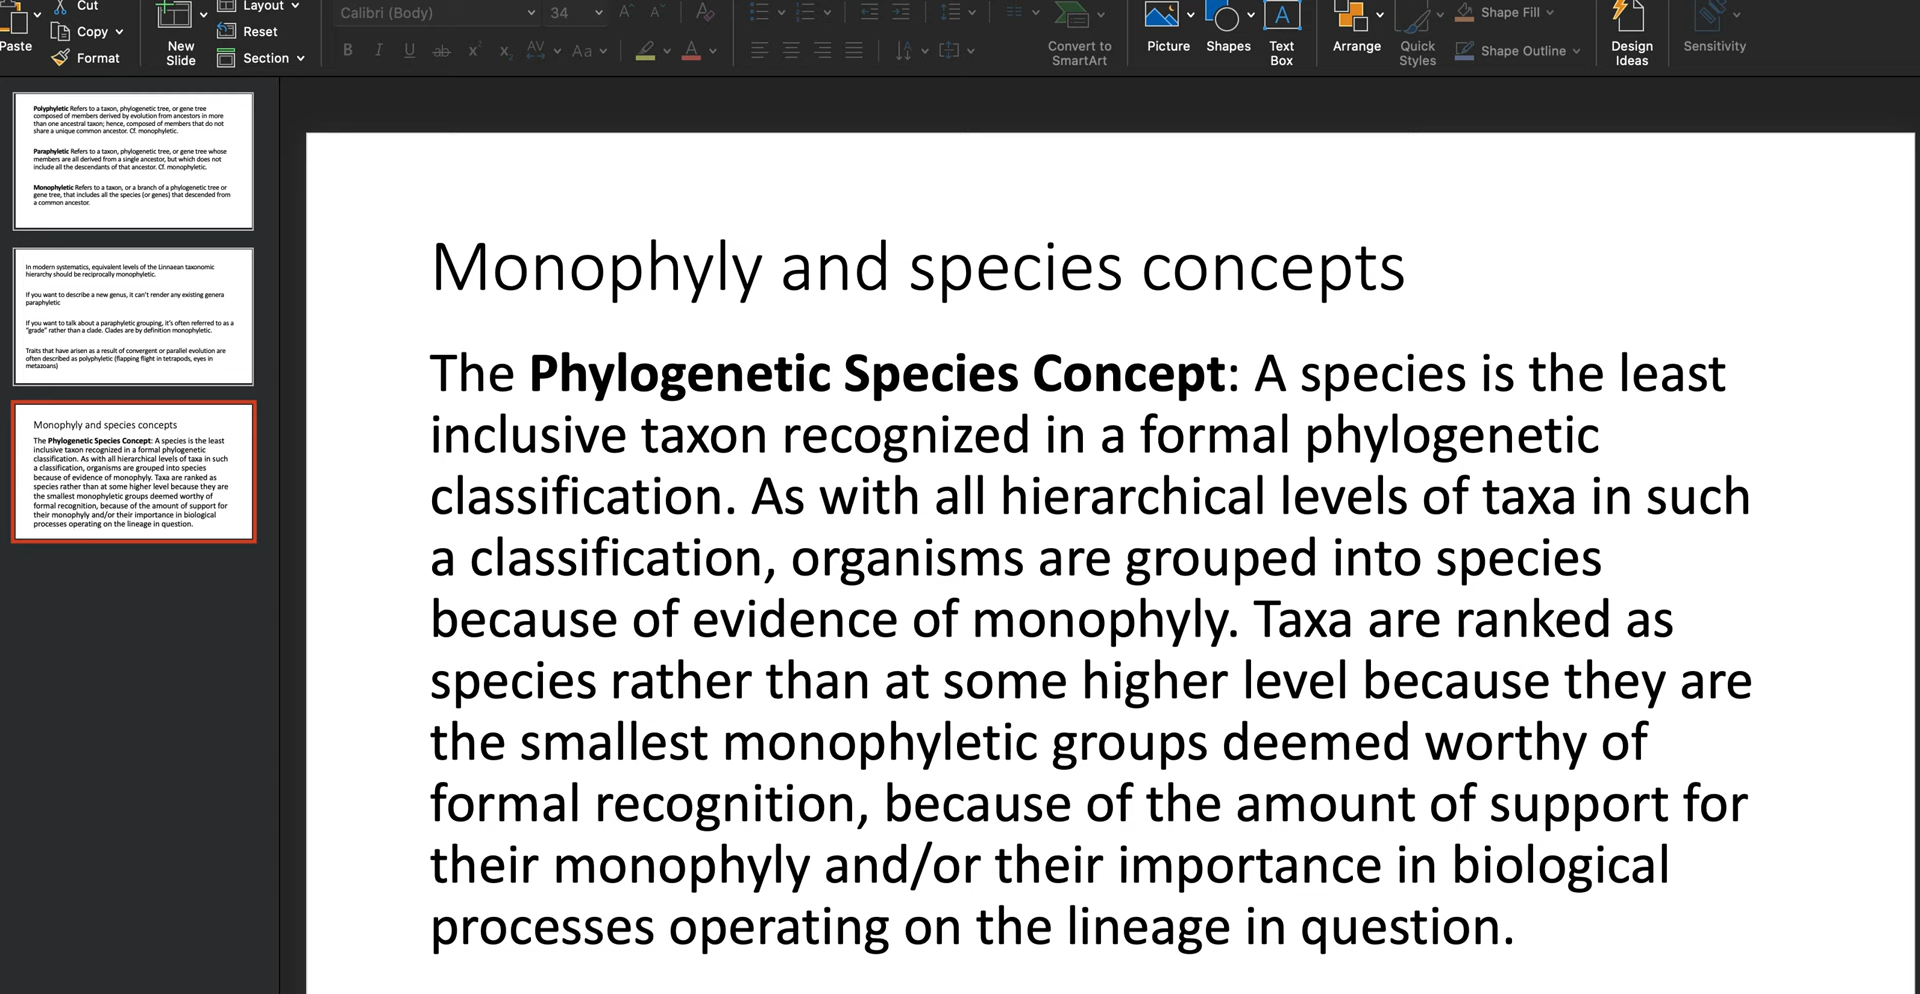 Cut
Copy
Format
Paste
New
Slide
Layout
Reset
Section
Calibri (Body)
34
Convert to
SmartArt
Picture
Shapes
Text
Box
Arrange
Quick
Styles
Shape Fill
Shape Outline
Design
Ideas
Sensitivity
Polyphyletic Refers to a taxon, phylogenetic tree, or gene tree
composed of members derived by evolution from ancestors in more
than one ancestral taxon; hence, composed of members that do not
share a unique common ancestor. Cf. monophyletic.
Paraphyletic Refers to a taxon, phylogenetic tree, or gene tree whose
members are all derived from a single ancestor, but which does not
include all the descendants of that ancestor. Cf. monophyletic.
Monophyletic Refers to a taxon, or a branch of a phylogenetic tree or
gene tree, that includes all the species (or genes) that descended from
a common ancestor.
In modern systematics, equivalent levels of the Linnaean taxonomic
hierarchy should be reciprocally monophyletic.
If you want to describe a new genus, it can't render any existing genera
paraphyletic
If you want to talk about a paraphyletic grouping, it's often referred to as a
"grade" rather than a clade. Clades are by definition monophyletic.
Traits that have arisen as a result of convergent or parallel evolution are
often described as polyphyletic (flapping flight in tetrapods, eyes in
metazoans)
Monophyly and species concepts
The Phylogenetic Species Concept: A species is the least
inclusive taxon recognized in a formal phylogenetic
classification. As with all hierarchical levels of taxa in such
a classification, organisms are grouped into species
because of evidence of monophyly. Taxa are ranked as
species rather than at some higher level because they are
the smallest monophyletic groups deemed worthy of
formal recognition, because of the amount of support for
their monophyly and/or their importance in biological
processes operating on the lineage in question.
Monophyly and species concepts
The Phylogenetic Species Concept: A species is the least
inclusive taxon recognized in a formal phylogenetic
classification. As with all hierarchical levels of taxa in such
a classification, organisms are grouped into species
because of evidence of monophyly. Taxa are ranked as
species rather than at some higher level because they are
the smallest monophyletic groups deemed worthy of
formal recognition, because of the amount of support for
their monophyly and/or their importance in biological
processes operating on the lineage in question.